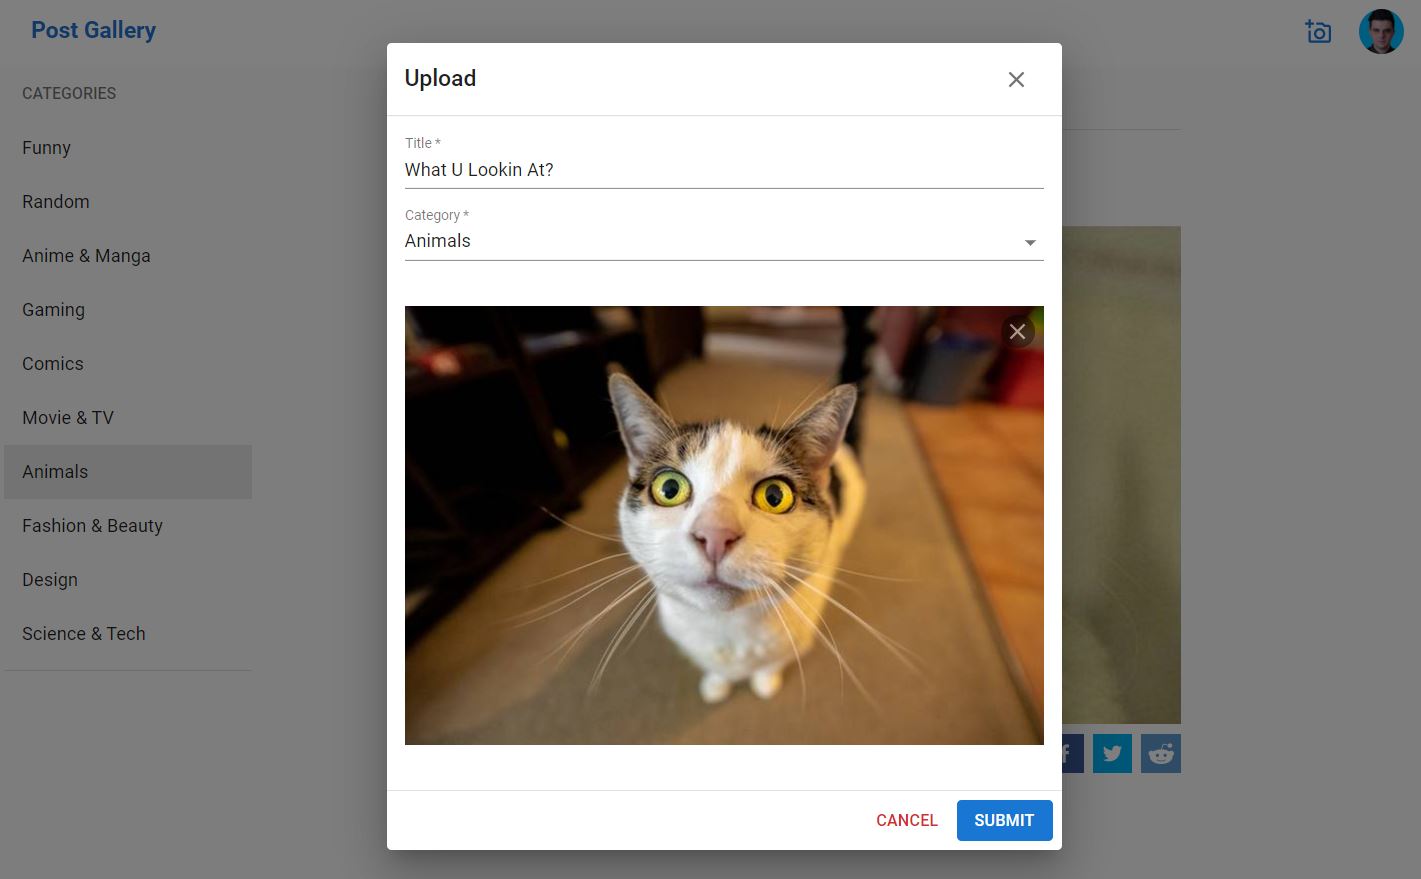 Post Gallery
CATEGORIES
Funny
Random
Anime & Manga
Gaming
Comics
Movie & TV
Animals
Fashion & Beauty
Design
Science & Tech
Upload
Title *
What U Lookin At?
Category *
Animals
CANCEL
SUBMIT